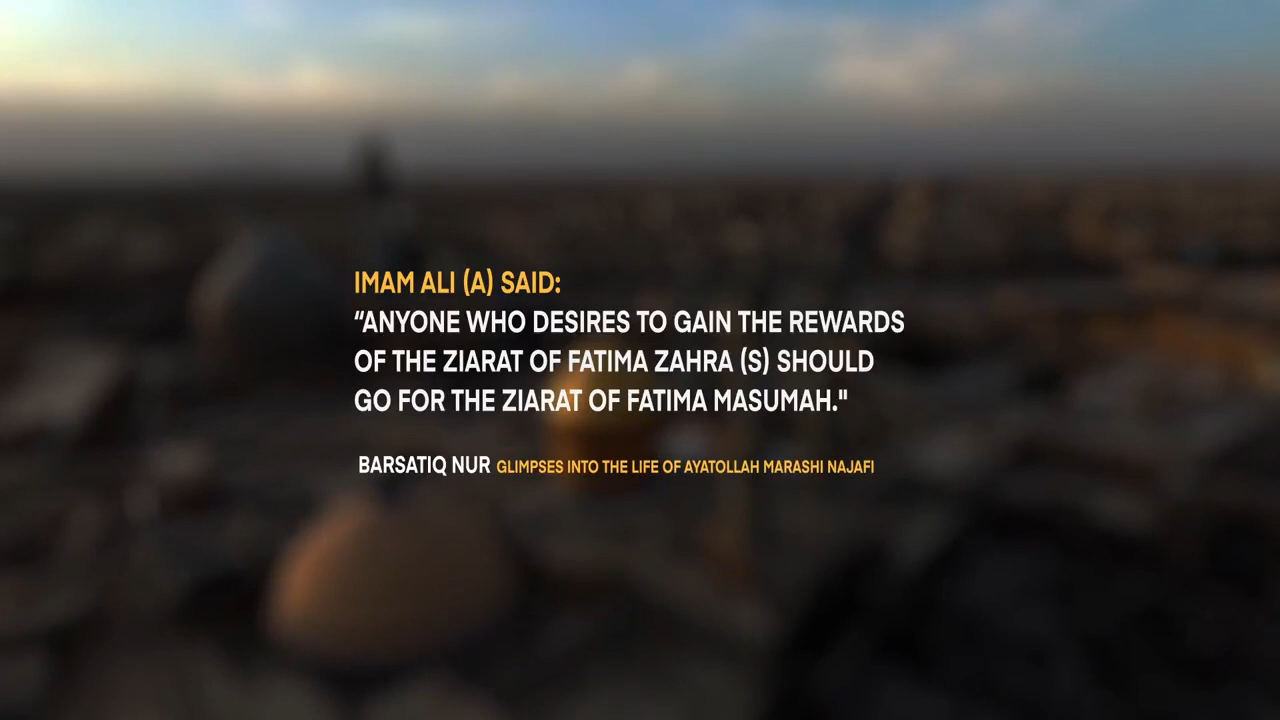 IMAM ALI (A) SAID:
“ANYONE WHO DESIRES TO GAIN THE REWARDS
OF THE ZIARAT OF FATIMA ZAHRA (S) SHOULD
GO FOR THE ZIARAT OF FATIMA MASUMAH."
BARSATIQ NUR GLIMPSES INTO THE LIFE OF AYATOLLAH MARASHI NAJAFI